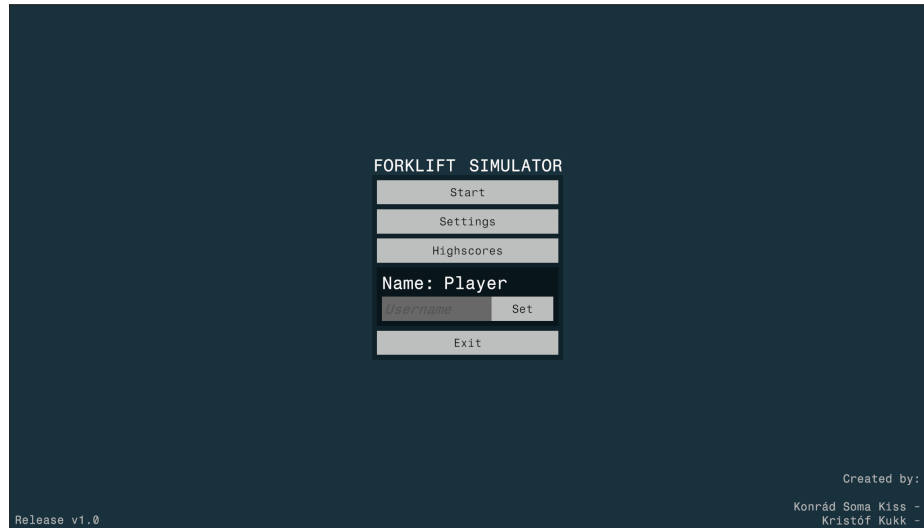 FORKLIFT SIMULATOR
Start
Settings
Highscores
Name: Player
Username
Set
Exit
Created by:
Konrád Soma Kiss -
Kristóf Kukk -
Release v1.0